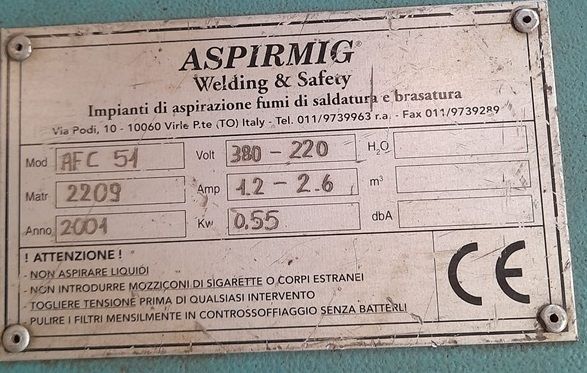 ASPIRMIG®
Welding & Safety
Impianti di aspirazione fumi di saldatura e brasatura
Via Podi, 10 - 10060 Virle P.te (TO) Italy - Tel. 011/9739963 r.a. - Fax 011/9739289
Mod AFC 51 Volt 380-220 H₂O
Matr 2209 Amp 1.2-2.6 m³
Anno 2001 Kw 0.55 dbA
! ATTENZIONE !
- NON ASPIRARE LIQUIDI
- NON INTRODURRE MOZZICONI DI SIGARETTE O CORPI ESTRANEI
- TOGLIERE TENSIONE PRIMA DI QUALSIASI INTERVENTO
- PULIRE I FILTRI MENSILMENTE IN CONTROSSOFFIAGGIO SENZA BATTERLI
CE